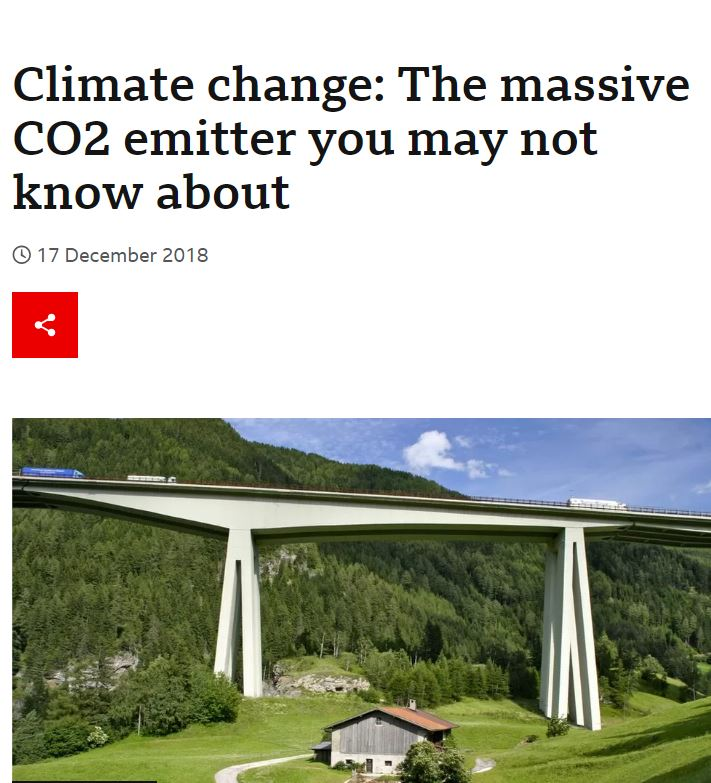 Climate change: The massive
CO2 emitter you may not
know about
17 December 2018